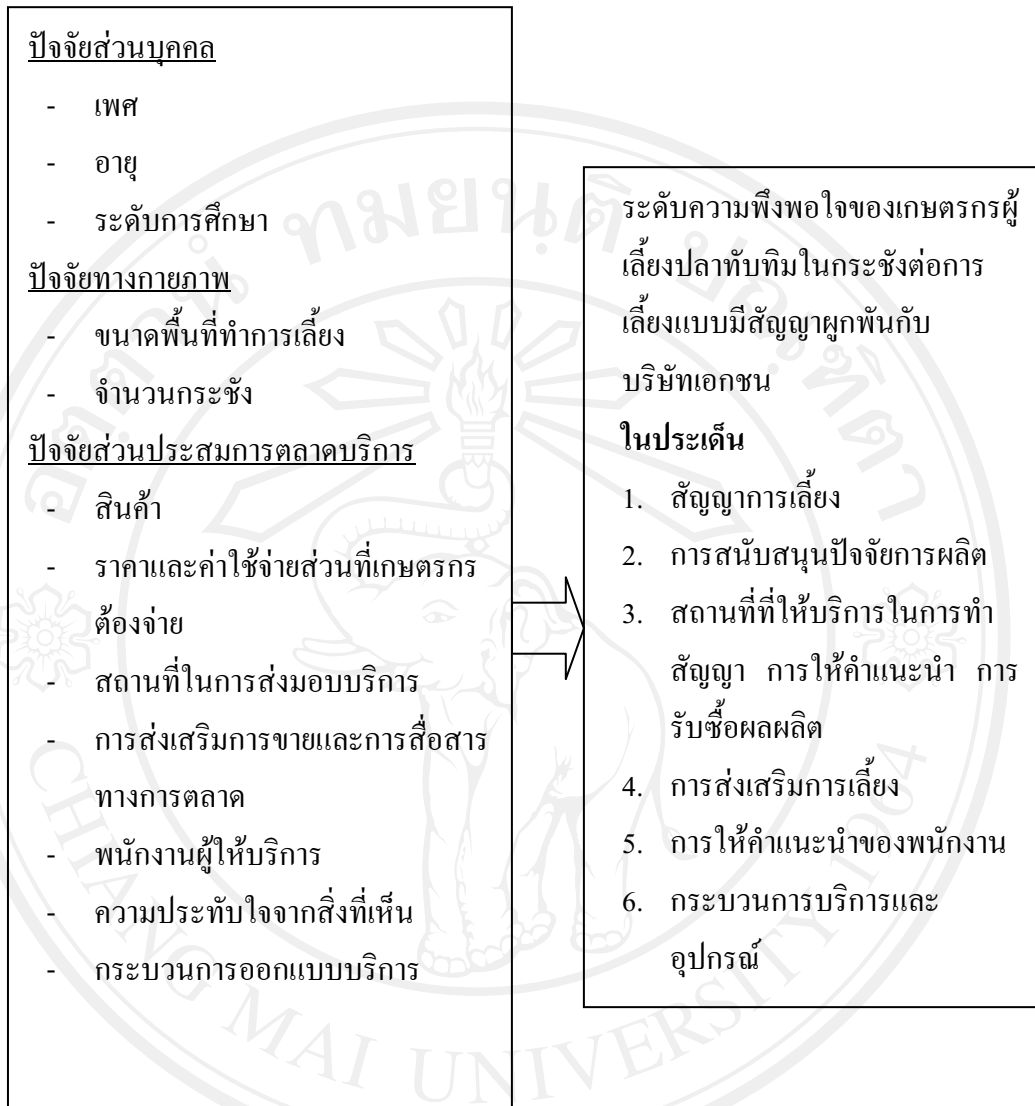 ปัจจัยส่วนบุคคล
- เพศ
- อายุ
- ระดับการศึกษา
ปัจจัยทางกายภาพ
- ขนาดพื้นที่ทำการเลี้ยง
- จำนวนกระชัง
ปัจจัยส่วนประสมการตลาดบริการ
- สินค้า
- ราคาและค่าใช้จ่ายส่วนที่เกษตรกร
ต้องจ่าย
- สถานที่ในการส่งมอบบริการ
- การส่งเสริมการขายและการสื่อสาร
ทางการตลาด
- พนักงานผู้ให้บริการ
- ความประทับใจจากสิ่งที่เห็น
- กระบวนการออกแบบบริการ
ระดับความพึงพอใจของเกษตรกรผู้
เลี้ยงปลาทับทิมในกระชังต่อการ
เลี้ยงแบบมีสัญญาผูกพันกับ
บริษัทเอกชน
ในประเด็น
1. สัญญาการเลี้ยง
2. การสนับสนุนปัจจัยการผลิต
3. สถานที่ที่ให้บริการในการทำ
สัญญา การให้คำแนะนำ การ
รับซื้อผลผลิต
4. การส่งเสริมการเลี้ยง
5. การให้คำแนะนำของพนักงาน
6. กระบวนการบริการและ
อุปกรณ์
อตฺตานํ ทมยนฺติ ปณฺฑิตา
CHIANG MAI UNIVERSITY 1964